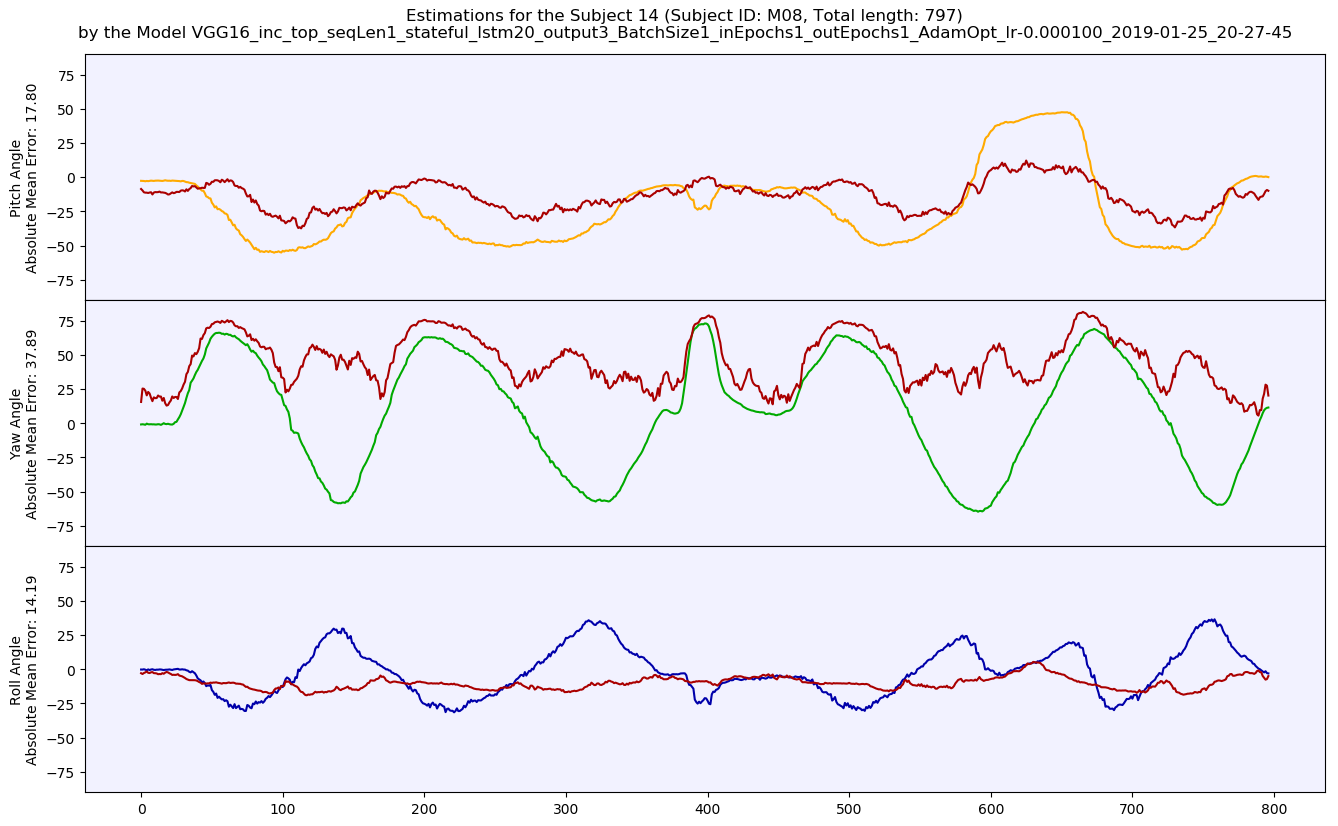 Estimations for the Subject 14 (Subject ID: M08, Total length: 797)
by the Model VGG16_inc_top_seqLen1_stateful_lstm20_output3_BatchSize1_inEpochs1_outEpochs1_AdamOpt_lr-0.000100_2019-01-25_20-27-45
Pitch Angle
Absolute Mean Error: 17.80
75
50
25
0
−25
−50
−75
Yaw Angle
Absolute Mean Error: 37.89
75
50
25
0
−25
−50
−75
Roll Angle
Absolute Mean Error: 14.19
75
50
25
0
−25
−50
−75
0 100 200 300 400 500 600 700 800